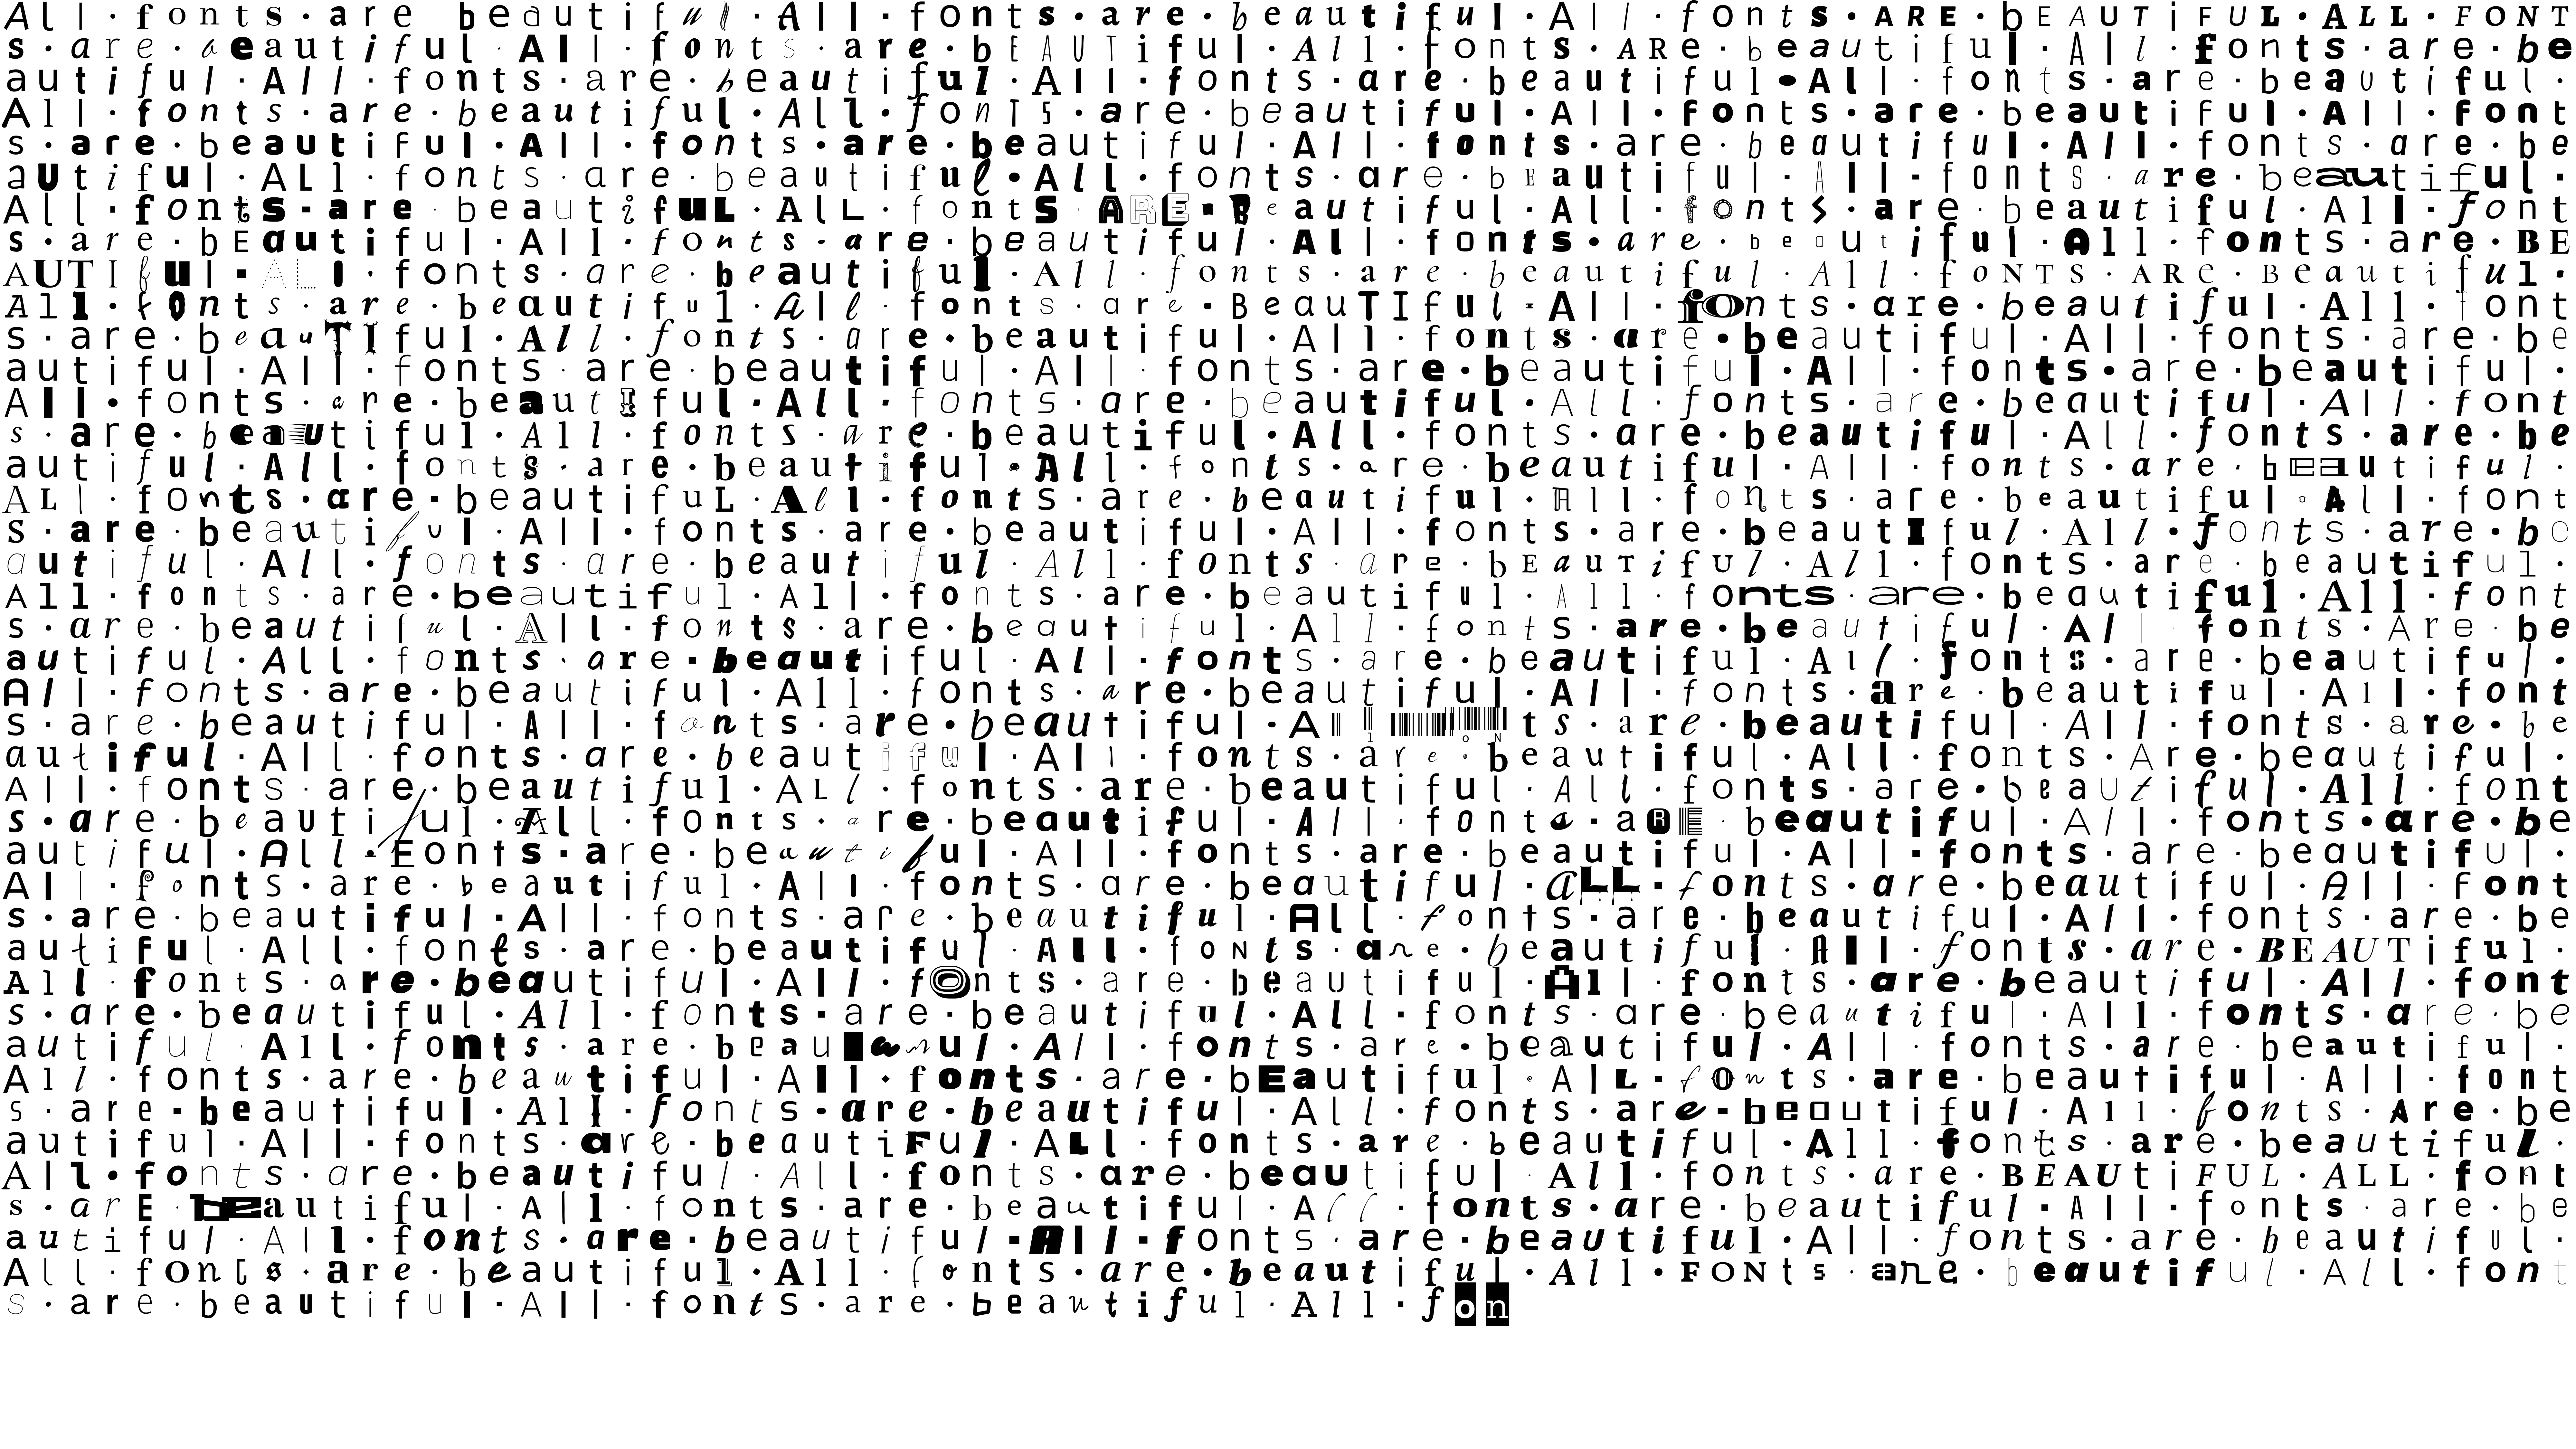 All·fonts·are beautiful·All·fonts·are·beautiful·All·fontS·ARE·bEAUTiFUL·ALL·FONT
s·are·beautiful·All·fonts·are·bEAUTiful·All·fonts·ARe·beautiful·All·fonts·are·be
autiful·All·fonts·are·beautiful·All·fonts·are·beautiful·All·fonts·are·beautiful·
All·fonts·are·beautiful·All·fonTS·are·beautiful·All·fonts·are·beautiful·All·font
s·are·beautiFul·All·fonts·are·beautiful·All·fonts·are·beautiful·All·fonts·are·be
aUtiful·ALl·fonts·are·beautiful·All·fonts·are·bEautiful·All·fonts·are·beautiful·
All·fonts·are·beautifuL·AlL·fontS·ARE·Beautiful·All·fonts·are·beautiful·All·font
s·are·bEautiful·All·fonts·are·beautiful·All·fonts·are·beautiful·All·fonts·are·BE
AUTIful·ALl·fonts·are·beautiful·All·fonts·are·beautiful·All·foNTS·ARe·Beautiful·
All·fonts·are·beautiful·All·fonts·are·BeauTIful·All·fonts·are·beautiful·All·font
s·are·beauTIful·All·fonts·are·beautiful·All·fonts·are·beautiful·All·fonts·are·be
autiful·All·fonts·are·beautiful·All·fonts·are·beautiful·All·fonts·are·beautiful·
All·fonts·are·beautIful·All·fonts·are·beautiful·All·fonts·are·beautiful·All·font
s·are·beautiful·All·fonts·are·beautiful·All·fonts·are·beautiful·All·fonts·are·be
autiful·All·fonts·are·beautiful·All·fonts·are·beautiful·All·fonts·are·beautiful·
ALl·fonts·are·beautifuL·All·fonts·are·beautiful·All·fonts·are·beautiful·All·font
s·are·beautiful·All·fonts·are·beautiful·All·fonts·are·beautIful·All·fonts·are·be
autiful·All·fonts·are·beautiful·All·fonts·are·bEauTifUl·All·fonts·are·beautiful·
All·fonts·are·beautiful·All·fonts·are·beautiful·All·fonts·are·beautiful·All·font
s·are·beautiful·All·fonts·are·beautiful·All·fonts·are·beautiful·All·fonts·Are·be
autiful·All·fonts·are·beautiful·All·fonts·are·beautiful·All·fonts·are·beautiful·
All·fonts·are·beautiful·All·fonts·are·beautiful·All·fonts·are·beautiful·All·font
s·are·beautiful·All·fonts·are·beautiful·All·fonts·are·beautiful·All·fonts·are·be
autiful·All·fonts·are·beautiful·All·fonts·are·beautiful·All·fonts·Are·beautiful·
All·fonts·are·beautiful·ALl·fonts·are·beautiful·All·fonts·are·beautiful·All·font
s·are·beautiful·All·fonts·are·beautiful·All·fonts·aRE·beautiful·All·fonts·are·be
autiful·All·Fonts·are·beautiful·All·fonts·are·beautiful·All·fonts·are·beautiful·
All·fonts·are·beautiful·All·fonts·are·beautiful·ALL·fonts·are·beautiful·All·font
s·are·beautiful·All·fonts·are·beautiful·All·fonts·are·beautiful·All·fonts·are·be
autiful·All·fonts·are·beautiful·All·foNts·are·beautiful·All·fonts·are·BEAUTiful·
All·fonts·are·beautiful·All·fOnts·are·beautiful·All·fonts·are·beautiful·All·font
s·are·beautiful·All·fonts·are·beautiful·All·fonts·are·beautiful·All·fonts·are·be
autiful·All·fonts·are·beautiful·All·fonts·are·beautiful·All·fonts·are·beautiful·
All·fonts·are·beautiful·All·fonts·are·bEautiful·AlL·fonts·are·beautiful·All·font
s·are·beautiful·All·fonts·are·beautiful·All·fonts·are·beautiful·All·fonts·Are·be
autiful·All·fonts·are·beautiFul·ALl·fonts·are·beautiful·All·fonts·are·beautiful·
All·fonts·are·beautiful·All·fonts·are·beautiful·All·fonts·are·BEAUtiFUL·ALL·font
s·arE·beautiful·All·fonts·are·beautiful·All·fonts·are·beautiful·All·fonts·are·be
autiful·All·fonts·are·beautiful·All·fonts·are·beautiful·All·fonts·are·beautiful·
All·fonts·are·beautiful·All·fonts·are·beautiful·All·FONts·are·beautiful·All·font
s·are·beautiful·All·fonts·are·beautiful·All·fon